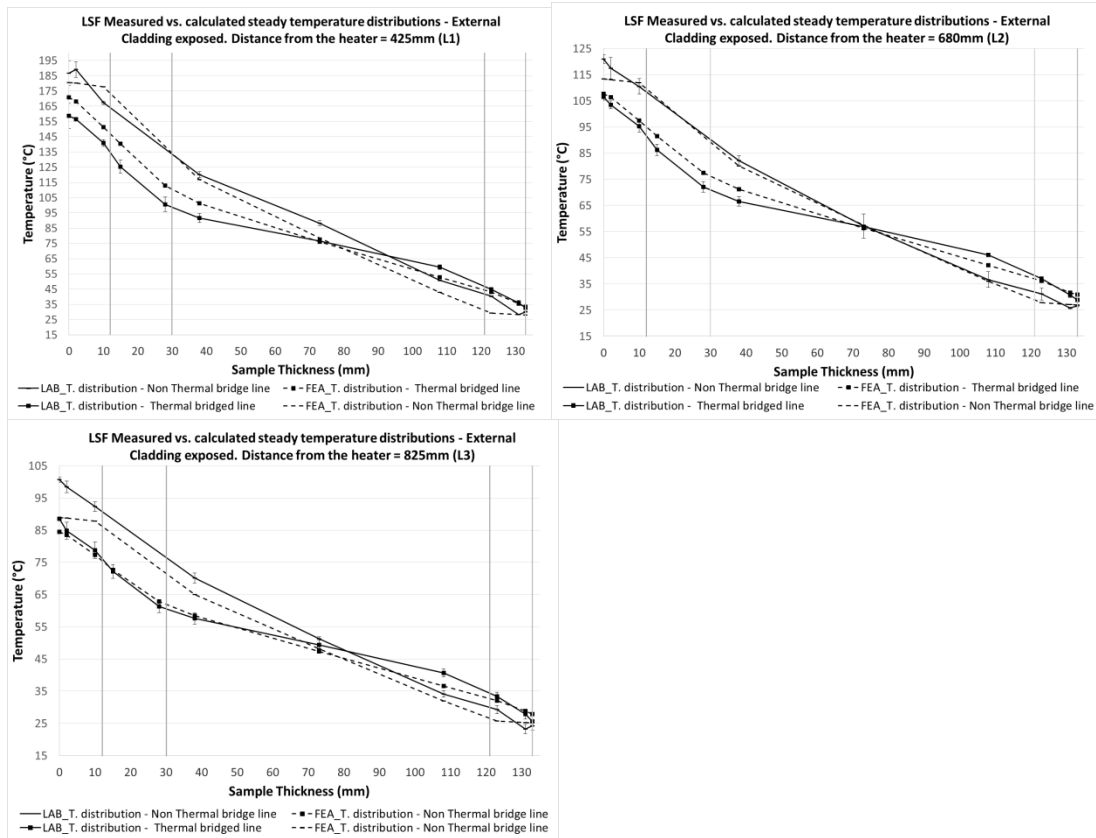 LSF Measured vs. calculated steady temperature distributions - External
Cladding exposed. Distance from the heater = 425mm (L1)
Temperature (°C)
195
185
175
165
155
145
135
125
115
105
95
85
75
65
55
45
35
25
15
0 10 20 30 40 50 60 70 80 90 100 110 120 130
Sample Thickness (mm)
LAB_T. distribution - Non Thermal bridge line
FEA_T. distribution - Thermal bridged line
LAB_T. distribution - Thermal bridged line
FEA_T. distribution - Non Thermal bridge line
LSF Measured vs. calculated steady temperature distributions - External
Cladding exposed. Distance from the heater = 680mm (L2)
Temperature (°C)
125
115
105
95
85
75
65
55
45
35
25
15
0 10 20 30 40 50 60 70 80 90 100 110 120 130
Sample Thickness (mm)
LAB_T. distribution - Non Thermal bridge line
FEA_T. distribution - Thermal bridged line
LAB_T. distribution - Thermal bridged line
FEA_T. distribution - Non Thermal bridge line
LSF Measured vs. calculated steady temperature distributions - External
Cladding exposed. Distance from the heater = 825mm (L3)
Temperature (°C)
105
95
85
75
65
55
45
35
25
15
0 10 20 30 40 50 60 70 80 90 100 110 120 130
Sample Thickness (mm)
LAB_T. distribution - Non Thermal bridge line
FEA_T. distribution - Thermal bridged line
LAB_T. distribution - Thermal bridged line
FEA_T. distribution - Non Thermal bridge line